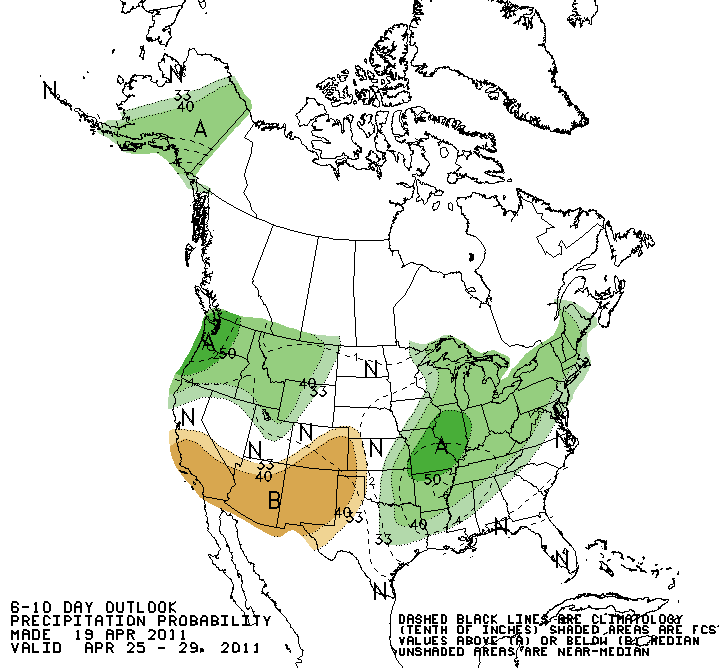 N
N
33
40
A
A
50
N
40
33
N
N
N
N
A
N
33
40
B
50
2
40
33
40
33
N
N
N
6-10 DAY OUTLOOK
PRECIPITATION PROBABILITY
MADE 19 APR 2011
VALID APR 25 - 29, 2011
DASHED BLACK LINES ARE CLIMATOLOGY
(TENTH OF INCHES) SHADED AREAS ARE FCST
VALUES ABOVE (A) OR BELOW (B) MEDIAN
UNSHADED AREAS ARE NEAR-MEDIAN